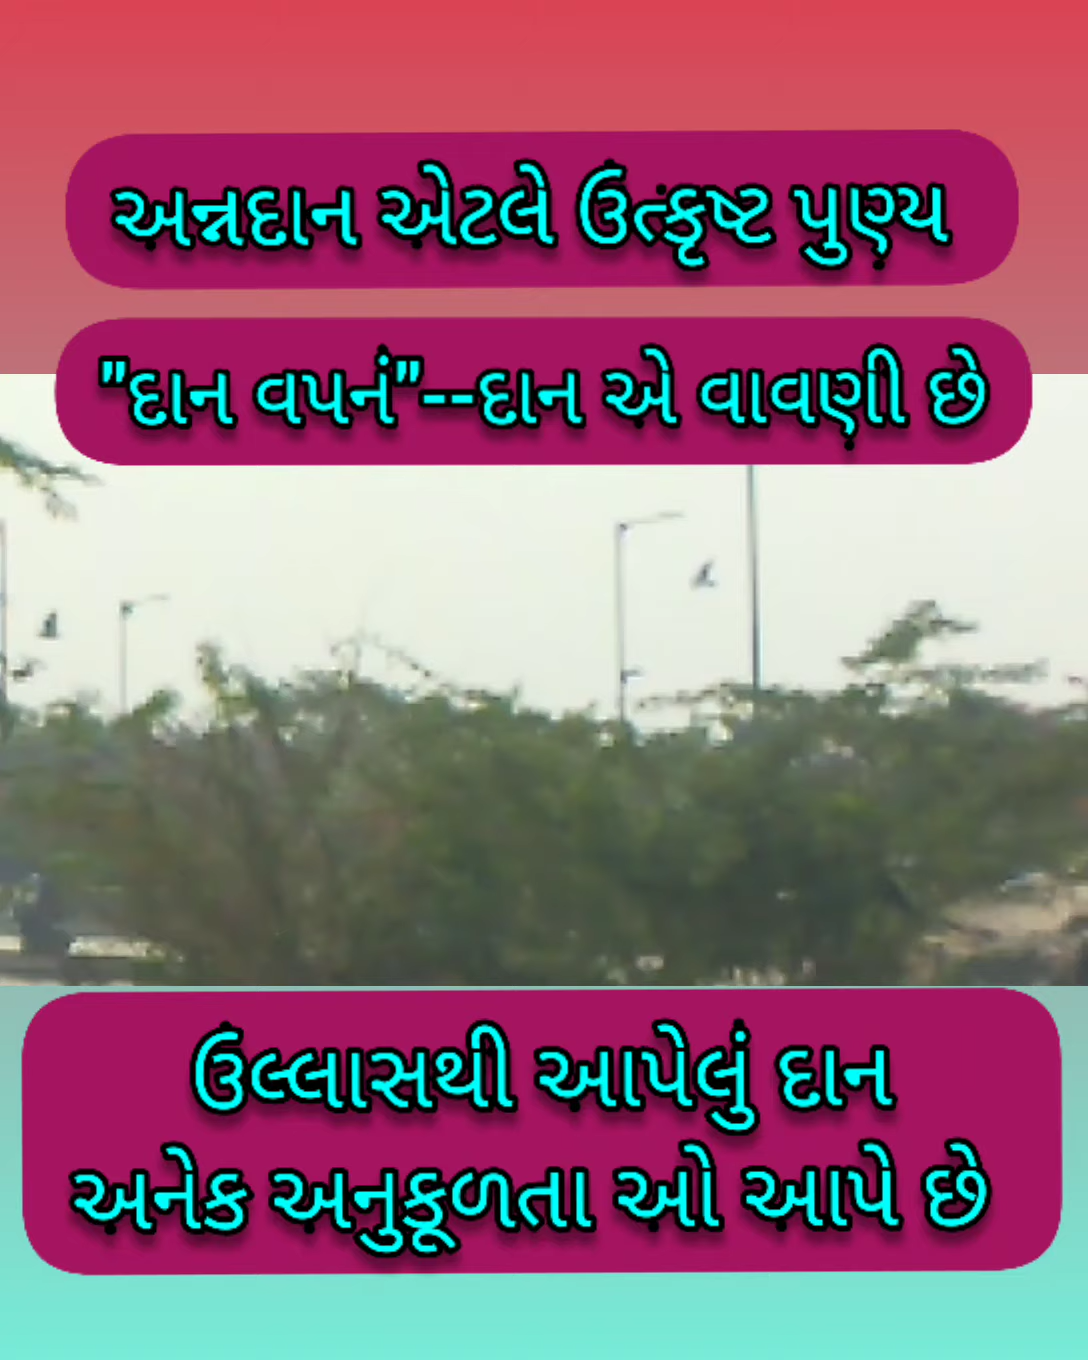 અન્નદાન એટલે ઉત્કૃષ્ટ પુણ્ય
"દાન વપનં"--દાન એ વાવણી છે
ઉલ્લાસથી આપેલું દાન
અનેક અનુકૂળતા ઓ આપે છે